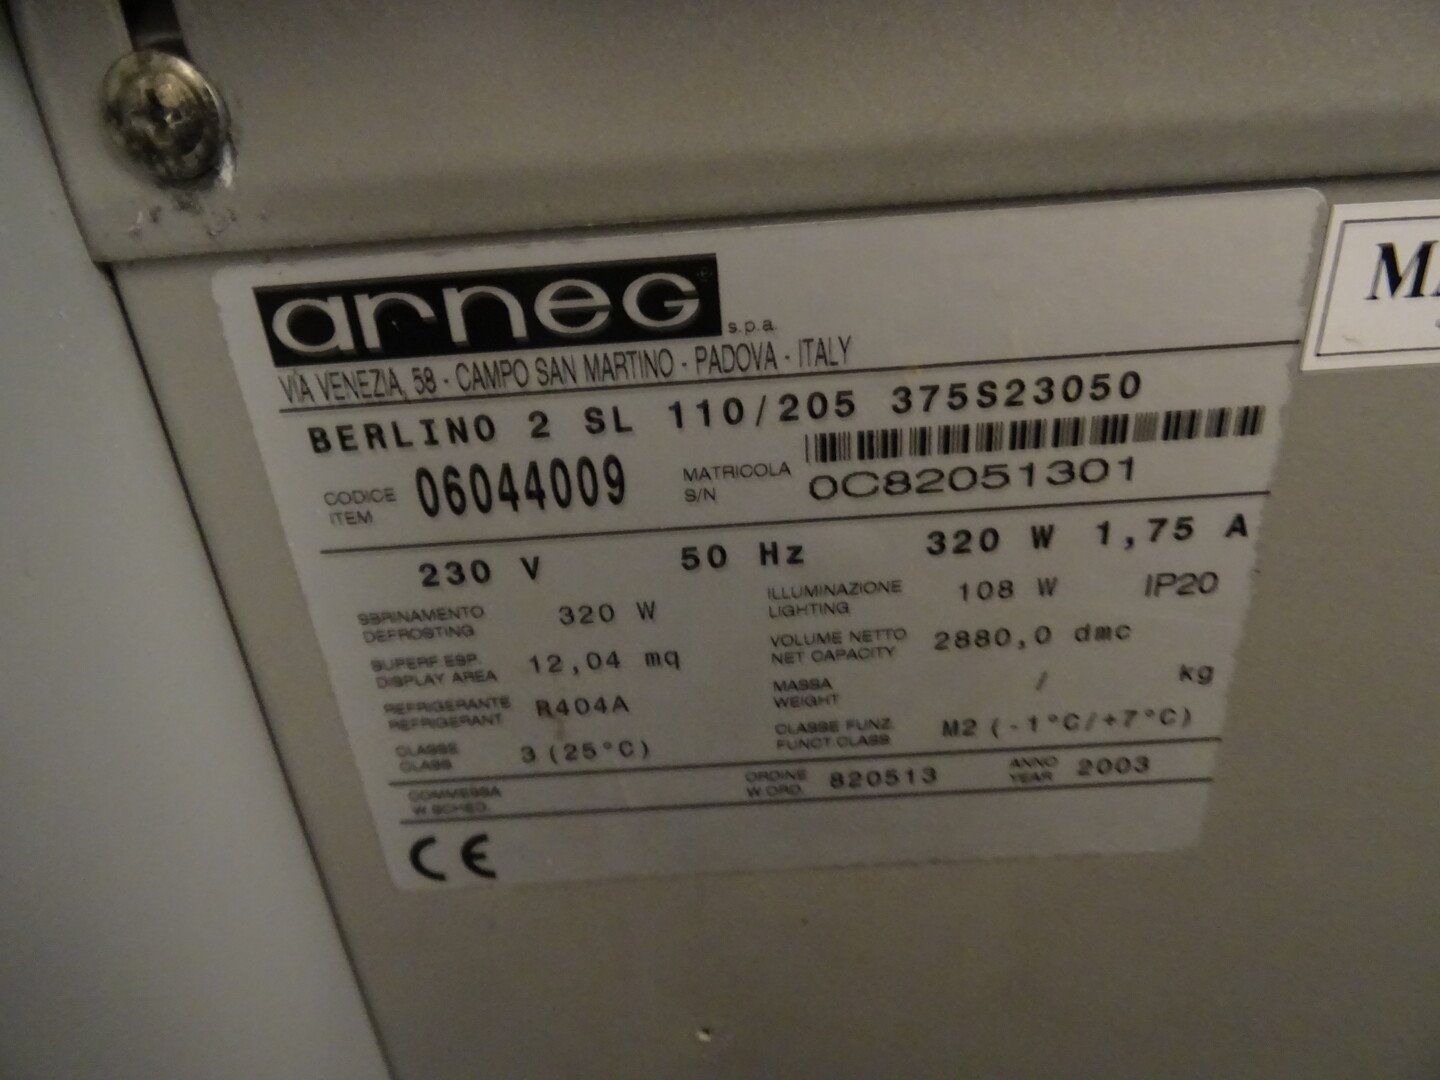 arneG s.p.a.
VIA VENEZIA, 58 - CAMPO SAN MARTINO - PADOVA - ITALY
BERLINO 2 SL 110/205 375S23050
CODICE
ITEM
06044009
MATRICOLA
S/N
0C82051301
230 V 50 Hz 320 W 1,75 A
SBRINAMENTO
DEFROSTING
320 W
ILLUMINAZIONE
LIGHTING
108 W IP20
SUPERF. ESP.
DISPLAY AREA
12,04 mq
VOLUME NETTO
NET CAPACITY
2880,0 dmc
REFRIGERANTE
REFRIGERANT
R404A
MASSA
WEIGHT
/ kg
CLASSE
CLASS
3 (25°C)
CLASSE FUNZ.
FUNCT. CLASS
M2 (-1°C/+7°C)
COMMESSA
W. SCHED.
ORDINE
W. ORD.
820513
ANNO
YEAR
2003
CE